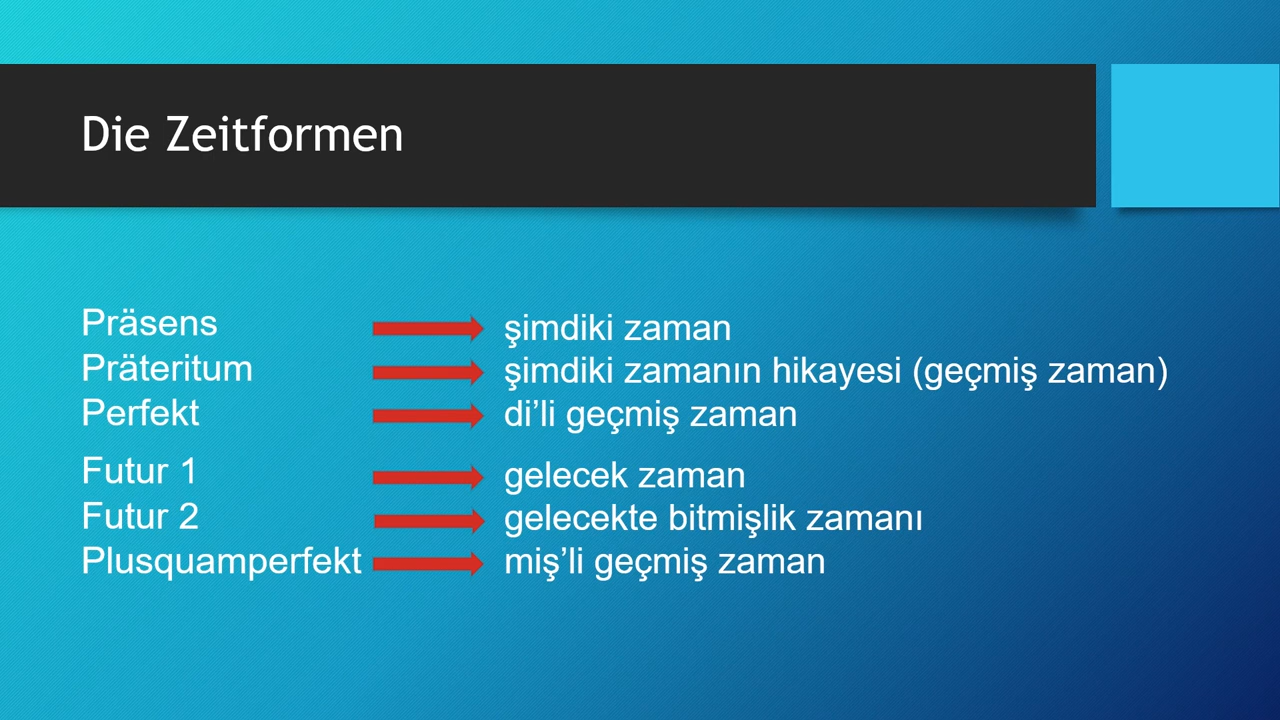 Die Zeitformen
Präsens şimdiki zaman
Präteritum şimdiki zamanın hikayesi (geçmiş zaman)
Perfekt di’li geçmiş zaman
Futur 1 gelecek zaman
Futur 2 gelecekte bitmişlik zamanı
Plusquamperfekt miş’li geçmiş zaman